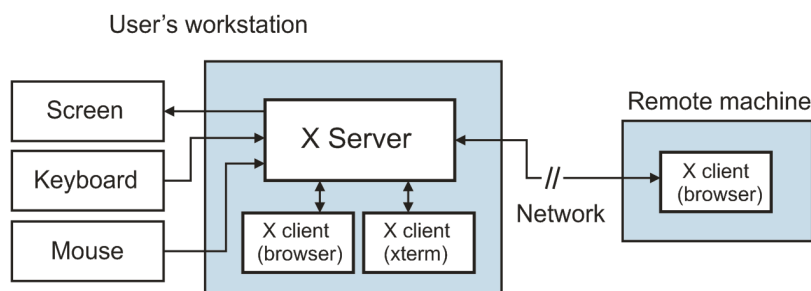 User's workstation
Screen
Keyboard
Mouse
X Server
X client
(browser)
X client
(xterm)
Network
Remote machine
X client
(browser)